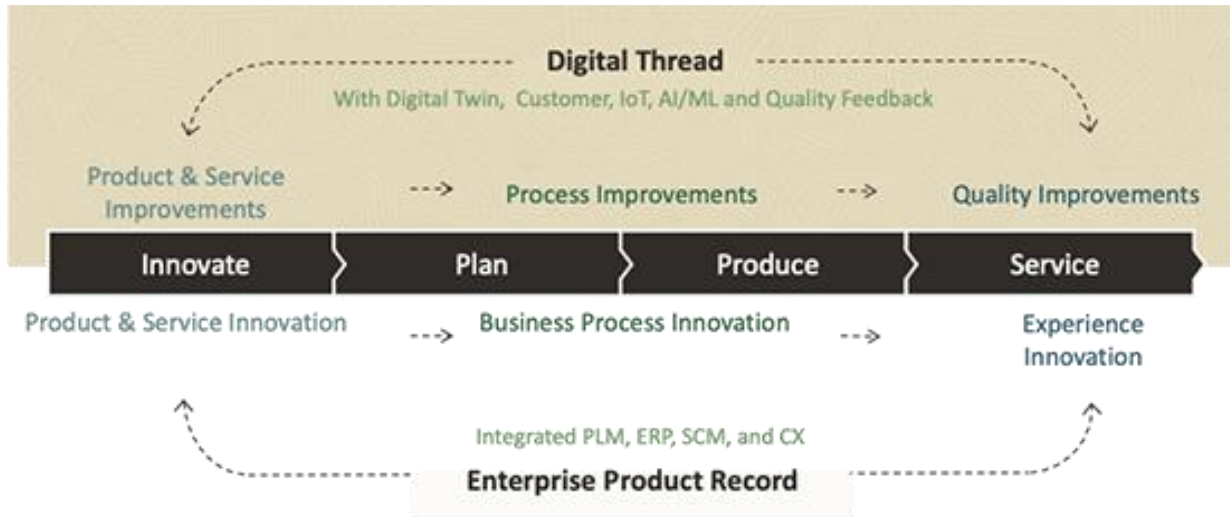 Digital Thread
With Digital Twin, Customer, IoT, AI/ML and Quality Feedback
Product & Service
Improvements
Process Improvements
Quality Improvements
Innovate
Plan
Produce
Service
Product & Service Innovation
Business Process Innovation
Experience
Innovation
Integrated PLM, ERP, SCM, and CX
Enterprise Product Record